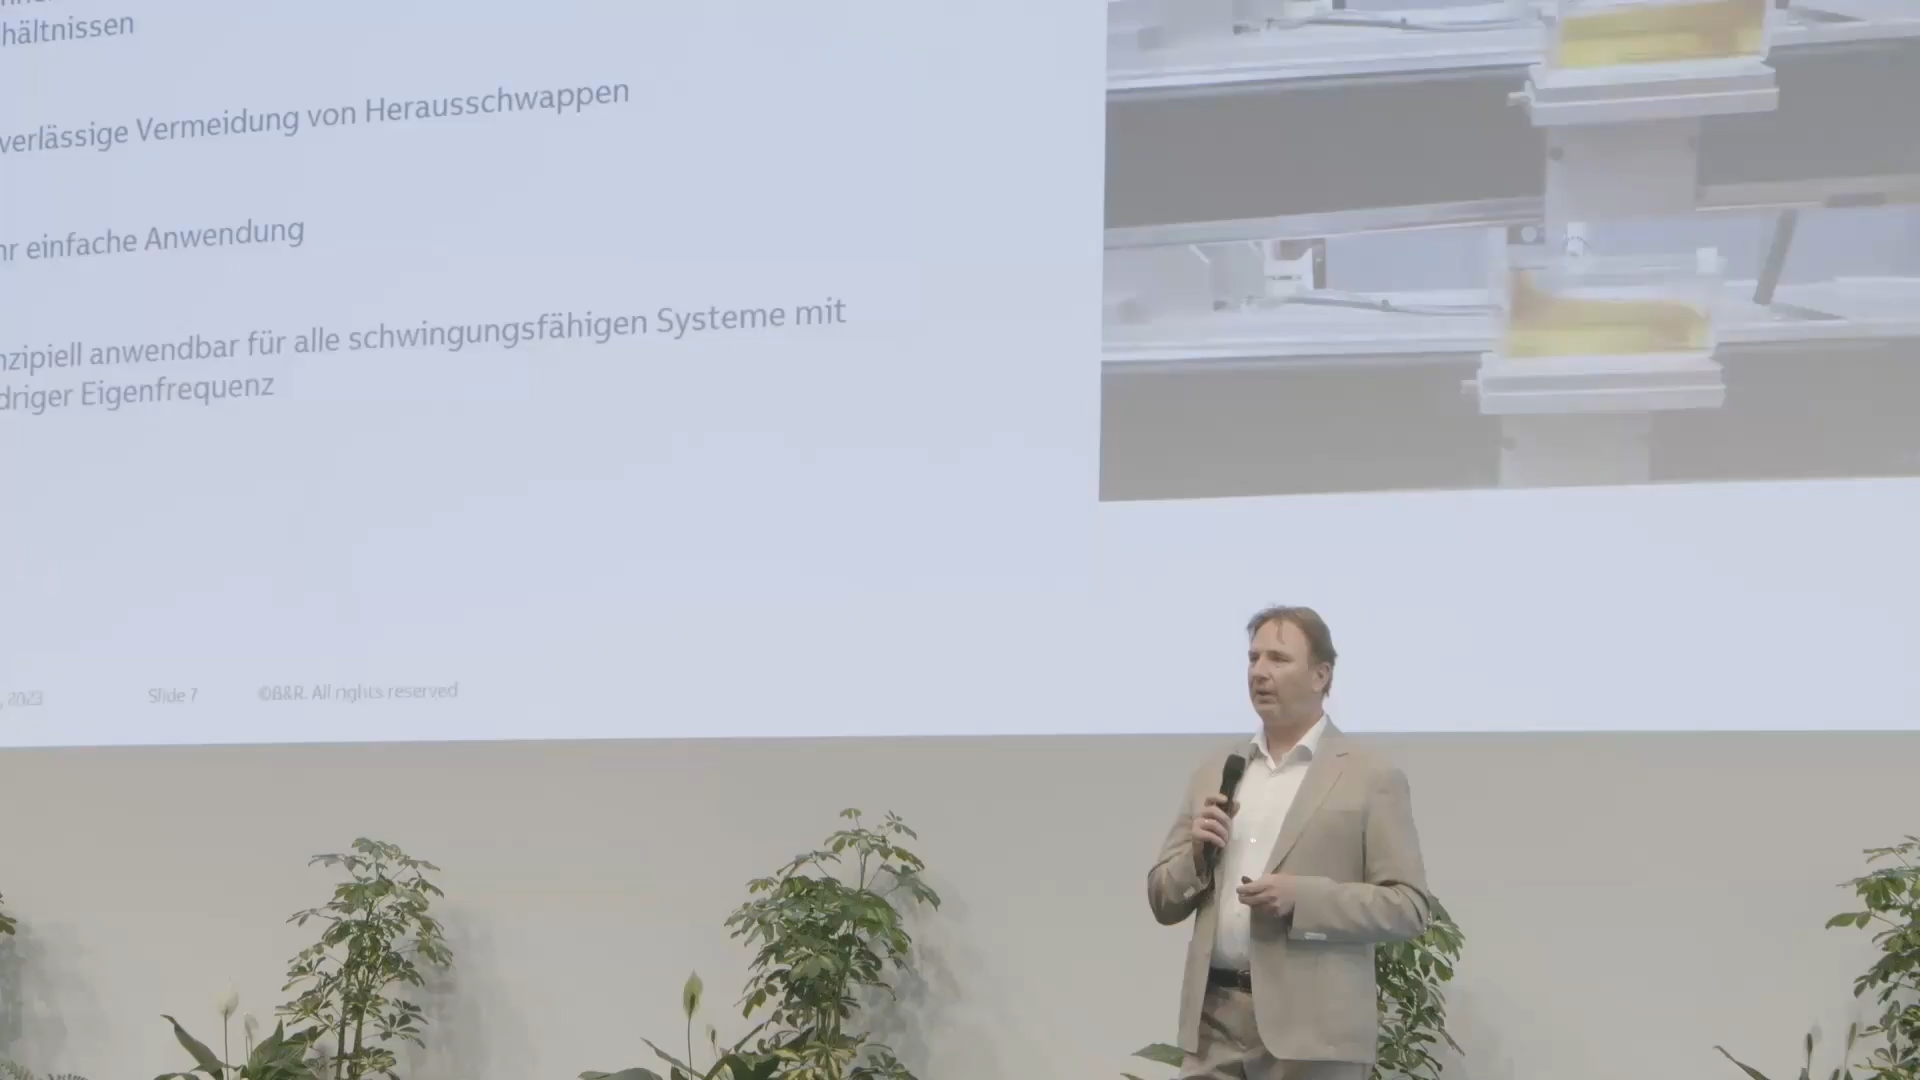 hältnissen
verlässige Vermeidung von Herausschwappen
hr einfache Anwendung
nzipiell anwendbar für alle schwingungsfähigen Systeme mit
driger Eigenfrequenz
, 2023 Slide 7 ©B&R. All rights reserved